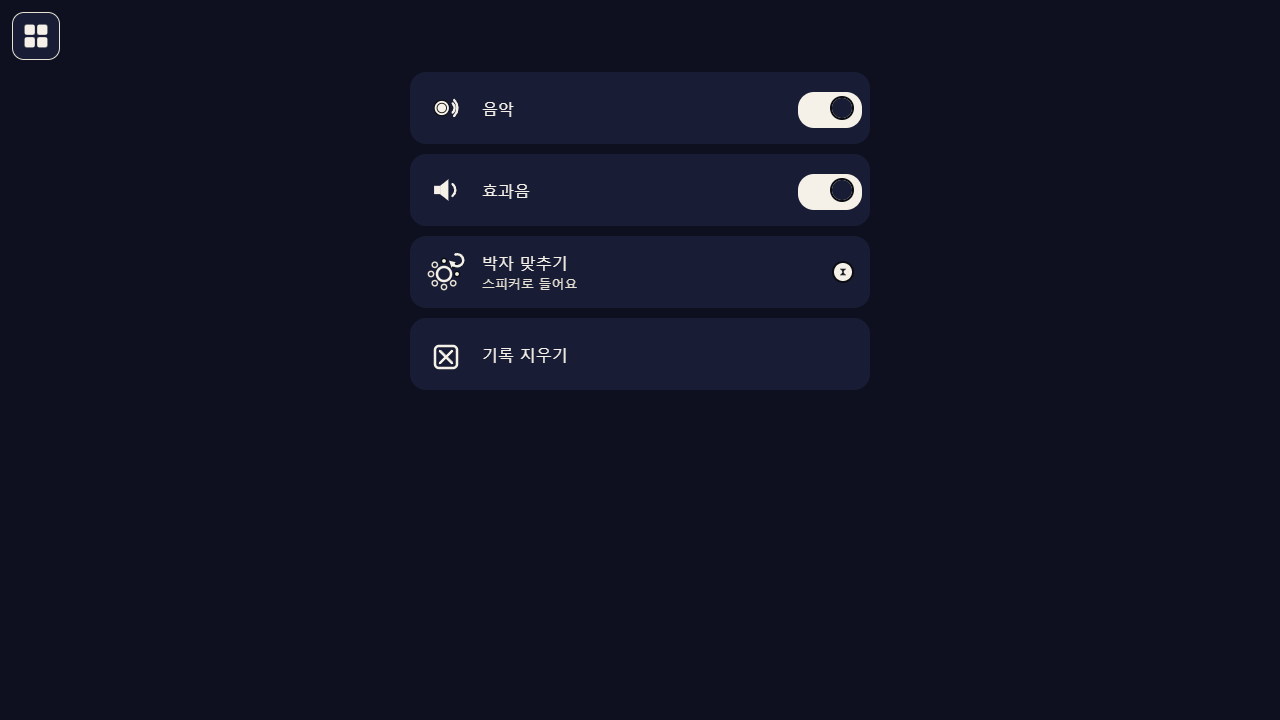 음악
효과음
박자 맞추기
스피커로 들어요
기록 지우기